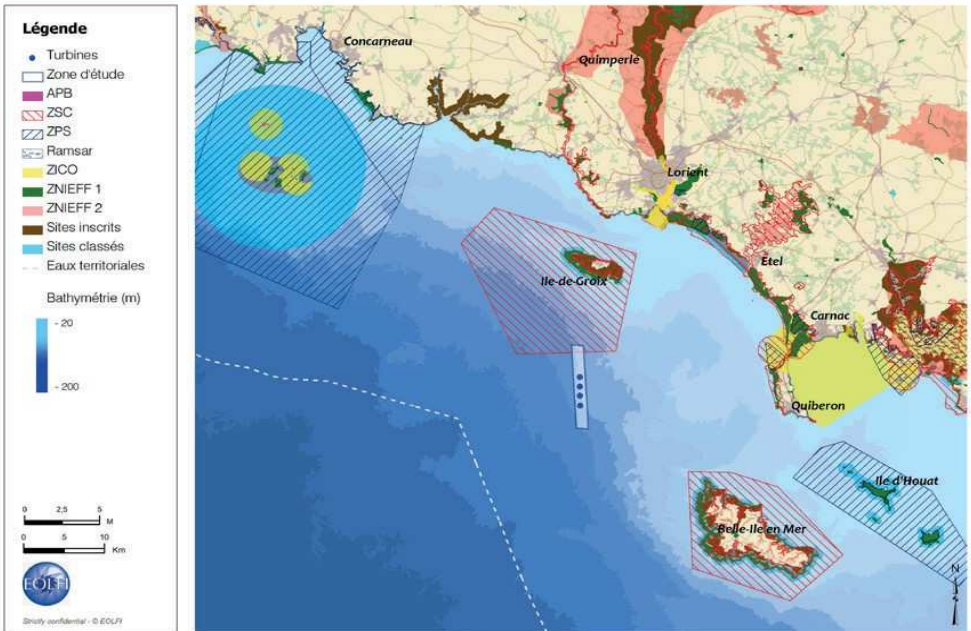 Légende
Turbines
Zone d'étude
APB
ZSC
ZPS
Ramsar
ZICO
ZNIEFF 1
ZNIEFF 2
Sites inscrits
Sites classés
Eaux territoriales
Bathymétrie (m)
- 20
- 200
0 2,5 5
M
0 5 10
Km
EOLFI
Strictly confidential - © EOLFI
Concarneau
Quimperle
Lorient
Etel
Ile-de-Groix
Carnac
Quiberon
Ile d'Houat
Belle-Ile en Mer
N